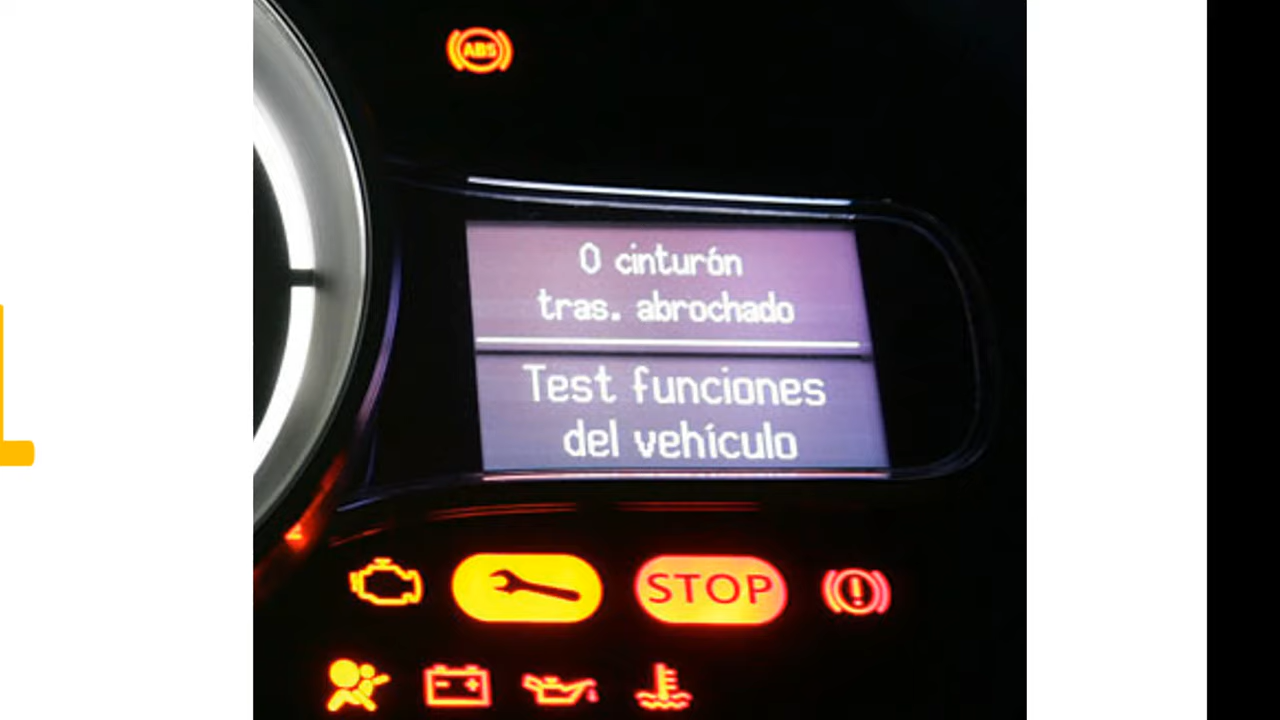 ABS
0 cinturón
tras. abrochado
Test funciones
del vehículo
STOP